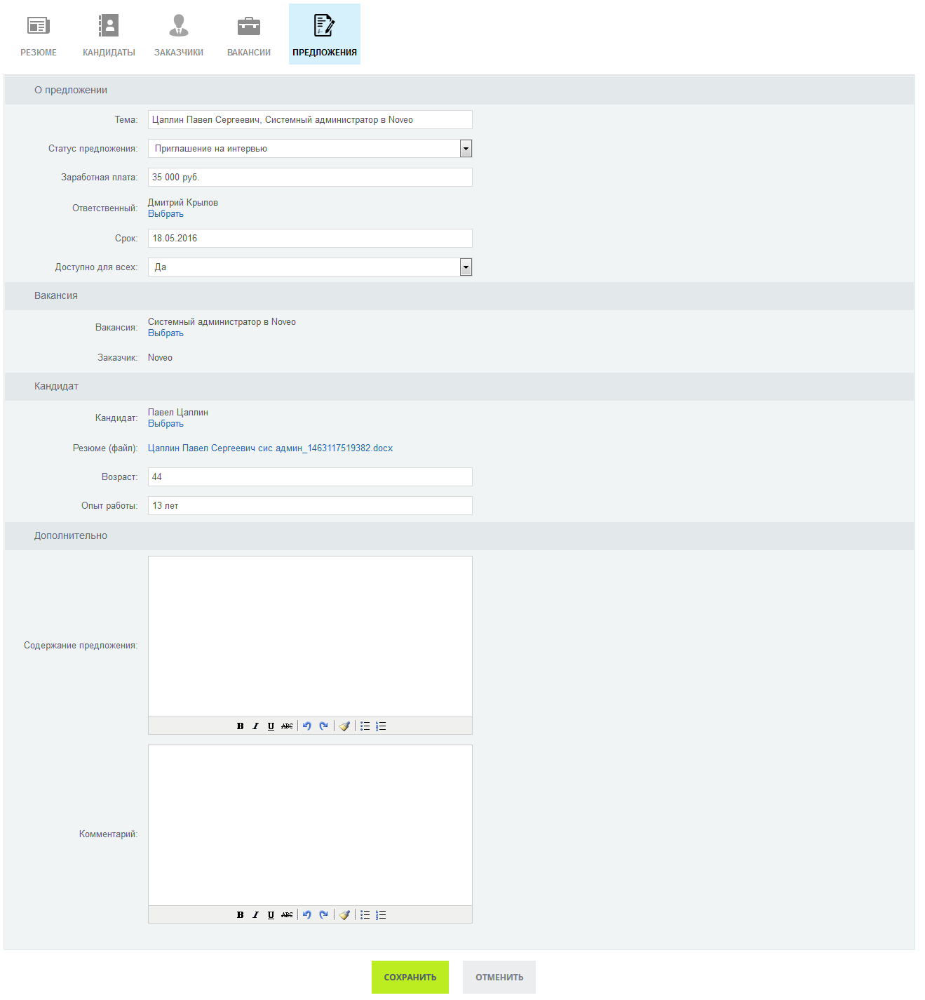 РЕЗЮМЕ КАНДИДАТЫ ЗАКАЗЧИКИ ВАКАНСИИ ПРЕДЛОЖЕНИЯ
О предложении
Тема: Цаплин Павел Сергеевич, Системный администратор в Noveo
Статус предложения: Приглашение на интервью
Заработная плата: 35 000 руб.
Ответственный: Дмитрий Крылов
Выбрать
Срок: 18.05.2016
Доступно для всех: Да
Вакансия
Вакансия: Системный администратор в Noveo
Выбрать
Заказчик: Noveo
Кандидат
Кандидат: Павел Цаплин
Выбрать
Резюме (файл): Цаплин Павел Сергеевич сис админ_1463117519382.docx
Возраст: 44
Опыт работы: 13 лет
Дополнительно
Содержание предложения:
B I U ABC
Комментарий:
B I U ABC
СОХРАНИТЬ ОТМЕНИТЬ